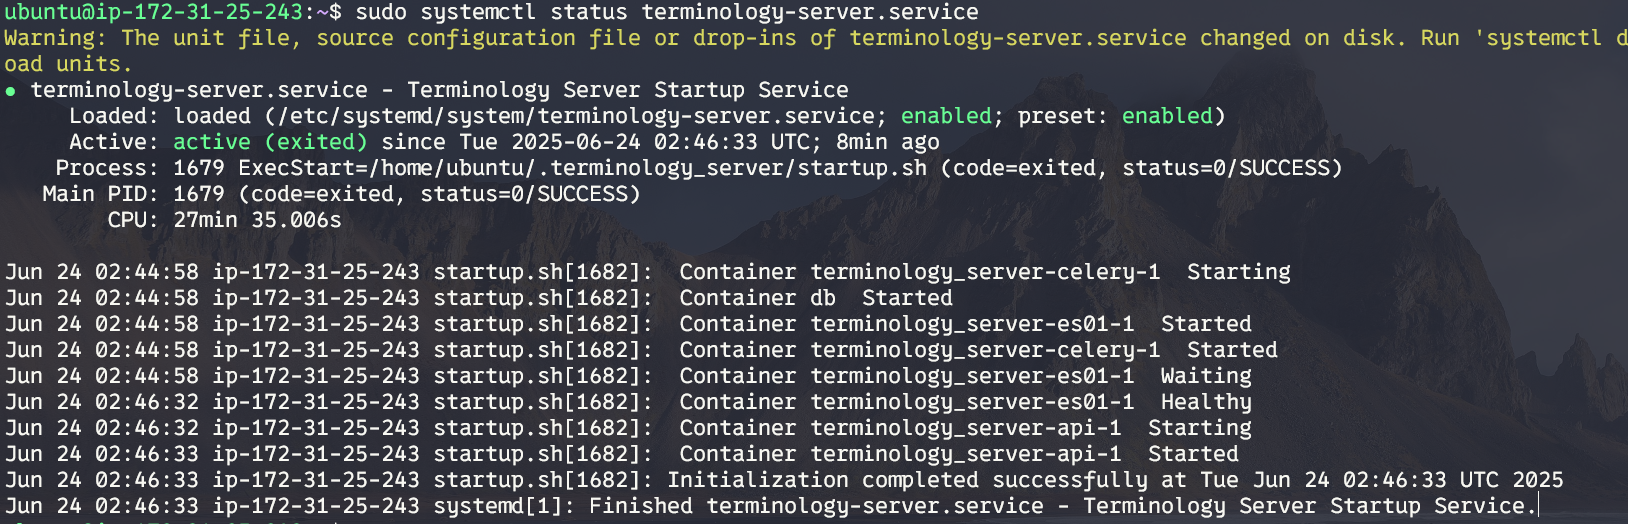 ubuntu@ip-172-31-25-243:~$ sudo systemctl status terminology-server.service
Warning: The unit file, source configuration file or drop-ins of terminology-server.service changed on disk. Run 'systemctl d
oad units.
● terminology-server.service - Terminology Server Startup Service
     Loaded: loaded (/etc/systemd/system/terminology-server.service; enabled; preset: enabled)
     Active: active (exited) since Tue 2025-06-24 02:46:33 UTC; 8min ago
    Process: 1679 ExecStart=/home/ubuntu/.terminology_server/startup.sh (code=exited, status=0/SUCCESS)
   Main PID: 1679 (code=exited, status=0/SUCCESS)
        CPU: 27min 35.006s

Jun 24 02:44:58 ip-172-31-25-243 startup.sh[1682]:  Container terminology_server-celery-1  Starting
Jun 24 02:44:58 ip-172-31-25-243 startup.sh[1682]:  Container db  Started
Jun 24 02:44:58 ip-172-31-25-243 startup.sh[1682]:  Container terminology_server-es01-1  Started
Jun 24 02:44:58 ip-172-31-25-243 startup.sh[1682]:  Container terminology_server-celery-1  Started
Jun 24 02:44:58 ip-172-31-25-243 startup.sh[1682]:  Container terminology_server-es01-1  Waiting
Jun 24 02:46:32 ip-172-31-25-243 startup.sh[1682]:  Container terminology_server-es01-1  Healthy
Jun 24 02:46:32 ip-172-31-25-243 startup.sh[1682]:  Container terminology_server-api-1  Starting
Jun 24 02:46:33 ip-172-31-25-243 startup.sh[1682]:  Container terminology_server-api-1  Started
Jun 24 02:46:33 ip-172-31-25-243 startup.sh[1682]: Initialization completed successfully at Tue Jun 24 02:46:33 UTC 2025
Jun 24 02:46:33 ip-172-31-25-243 systemd[1]: Finished terminology-server.service - Terminology Server Startup Service.